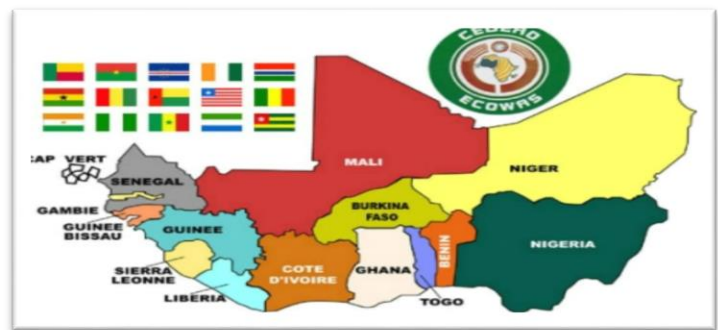 CEDEAO
ECOWAS
MALI
NIGER
CAP VERT
SENEGAL
BURKINA
FASO
GAMBIE
GUINEE
BISSAU
GUINEE
NIGERIA
SIERRA
LEONNE
COTE
D'IVOIRE
GHANA
BENIN
LIBERIA
TOGO